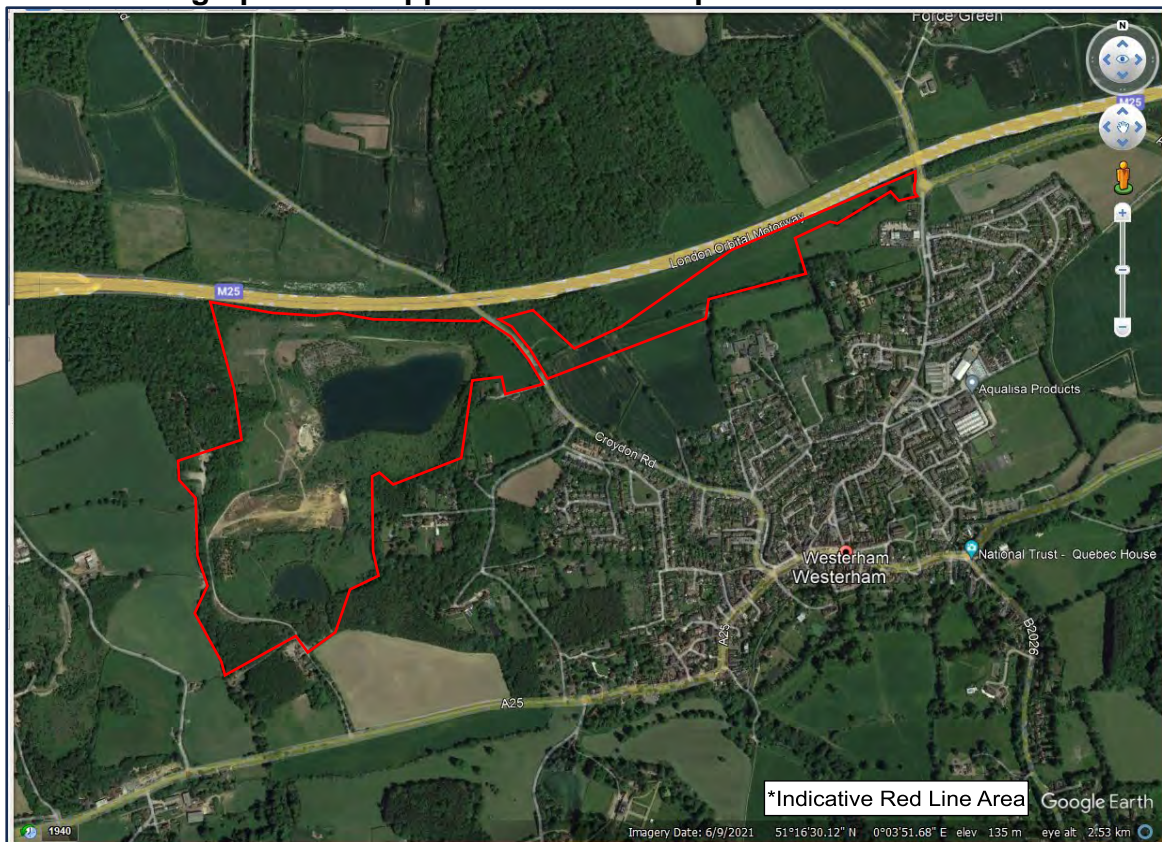 Force Green
N
M25
London Orbital Motorway
M25
Aqualisa Products
Croydon Rd
National Trust - Quebec House
Westerham
Westerham
A25
B2026
A25
*Indicative Red Line Area
Google Earth
1940
Imagery Date: 6/9/2021 51°16'30.12" N 0°03'51.68" E elev 135 m eye alt 2.53 km